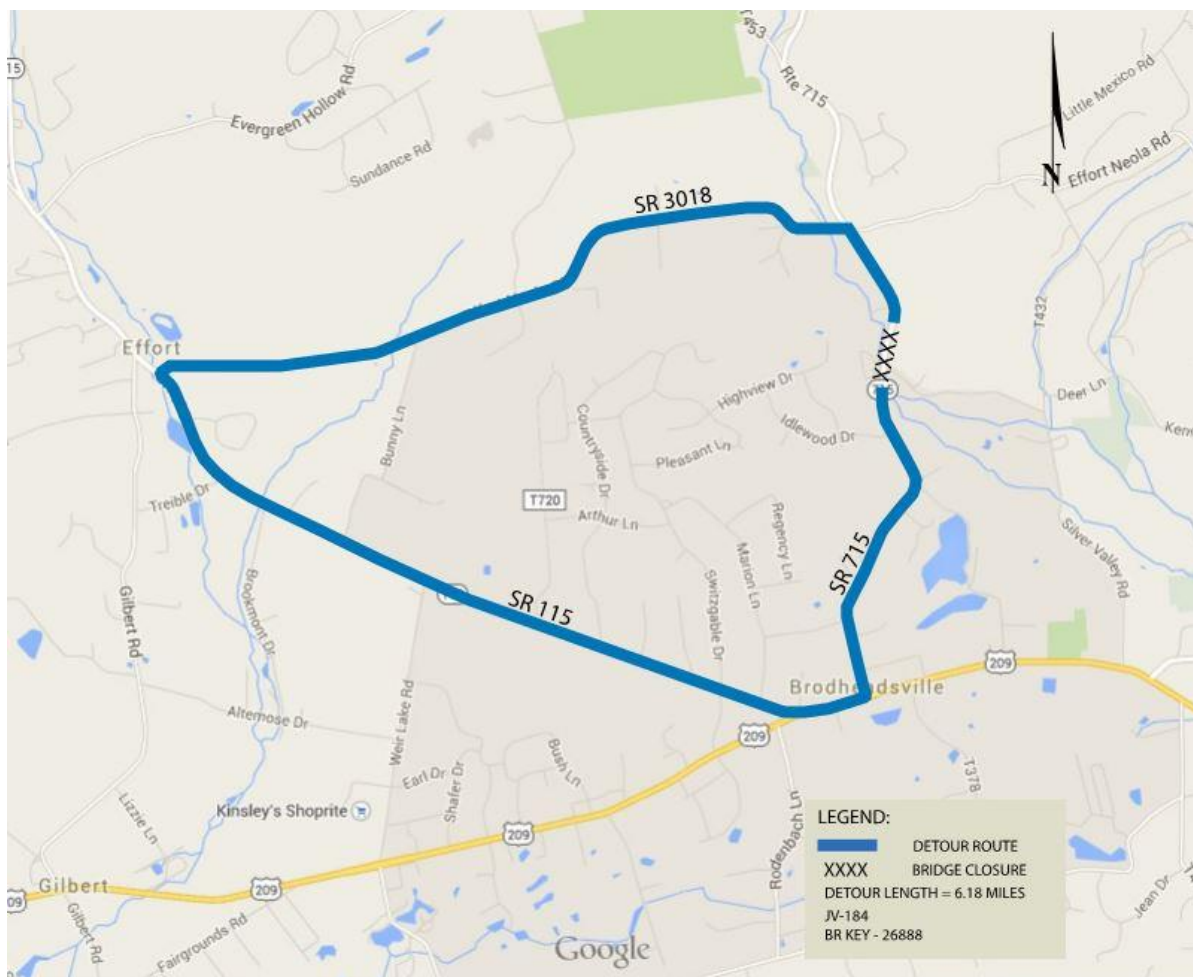 T453
15
Rte 715
Little Mexico Rd
Evergreen Hollow Rd
Sundance Rd
N
Effort Neola Rd
SR 3018
T432
Effort
XXXX
Deer Ln
Highview Dr
Bunny Ln
Countryside Dr
Idlewood Dr
Pleasant Ln
Treible Dr
T720
Arthur Ln
Regency Ln
Marion Ln
Silver Valley Rd
SR 715
Switzgable Dr
SR 115
Brookmont Dr
Gilbert Rd
209
Brodheadsville
Alternose Dr
Weir Lake Rd
209
Bush Ln
Earl Dr
Shafer Dr
T378
Kinsley's Shoprite
Lizzie Ln
209
Rodenbach Ln
LEGEND:
DETOUR ROUTE
XXXX BRIDGE CLOSURE
DETOUR LENGTH = 6.18 MILES
JV-184
BR KEY - 26888
Gilbert
209
09
Jean Dr
Gilbert Rd
Fairgrounds Rd
Google